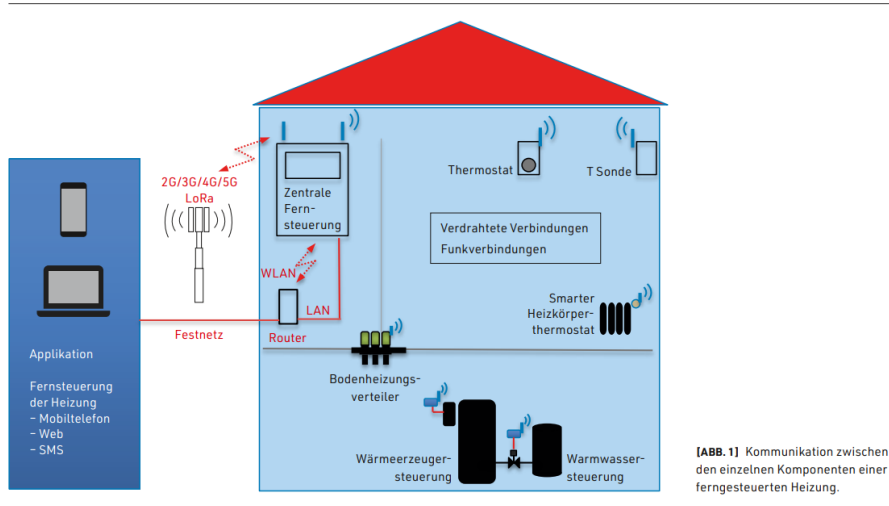 2G/3G/4G/5G
LoRa
Zentrale
Fern-
steuerung
Thermostat
T Sonde
Verdrahtete Verbindungen
Funkverbindungen
WLAN
LAN
Festnetz
Router
Smarter
Heizkörper-
thermostat
Applikation
Fernsteuerung
der Heizung
– Mobiltelefon
– Web
– SMS
Bodenheizungs-
verteiler
Wärmeerzeuger-
steuerung
Warmwasser-
steuerung
[ABB. 1] Kommunikation zwischen
den einzelnen Komponenten einer
ferngesteuerten Heizung.